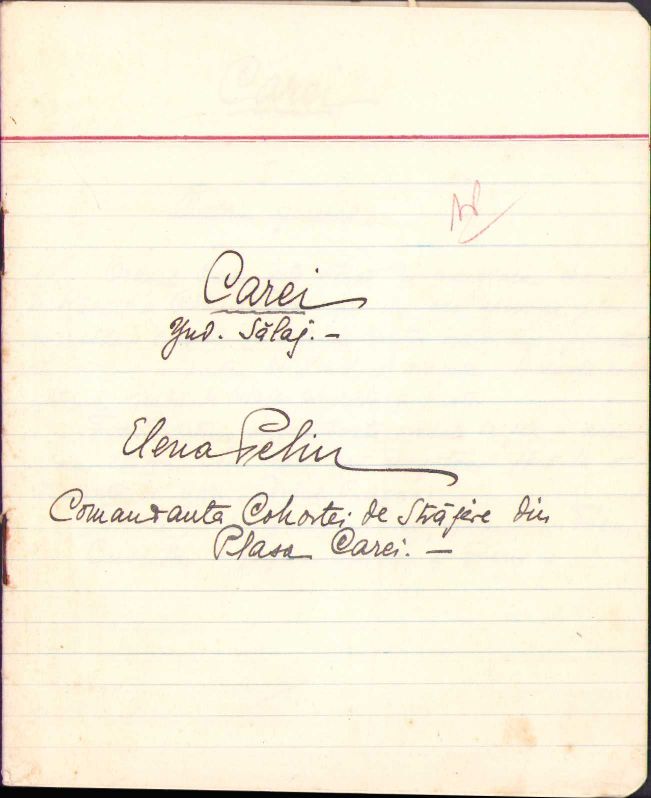 Carei
Jud. Sălaj. –
Elena Pelin
Comandanta Cohortei de Străjere din
Plasa Carei. –